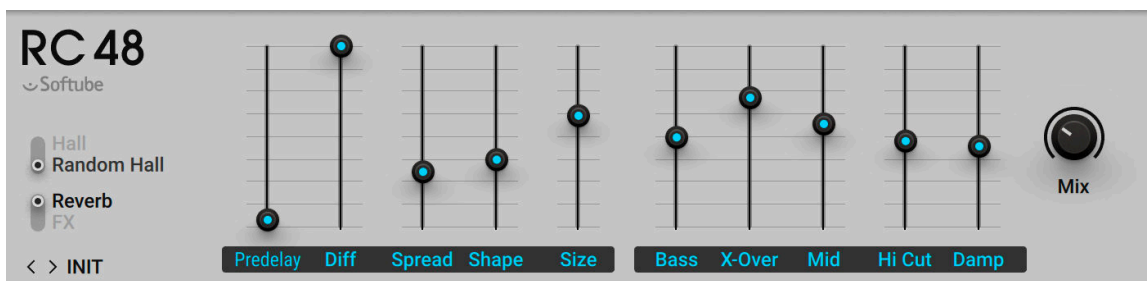 RC 48
Softube
Hall
Random Hall
Reverb
FX
< > INIT
Predelay Diff Spread Shape Size Bass X-Over Mid Hi Cut Damp
Mix